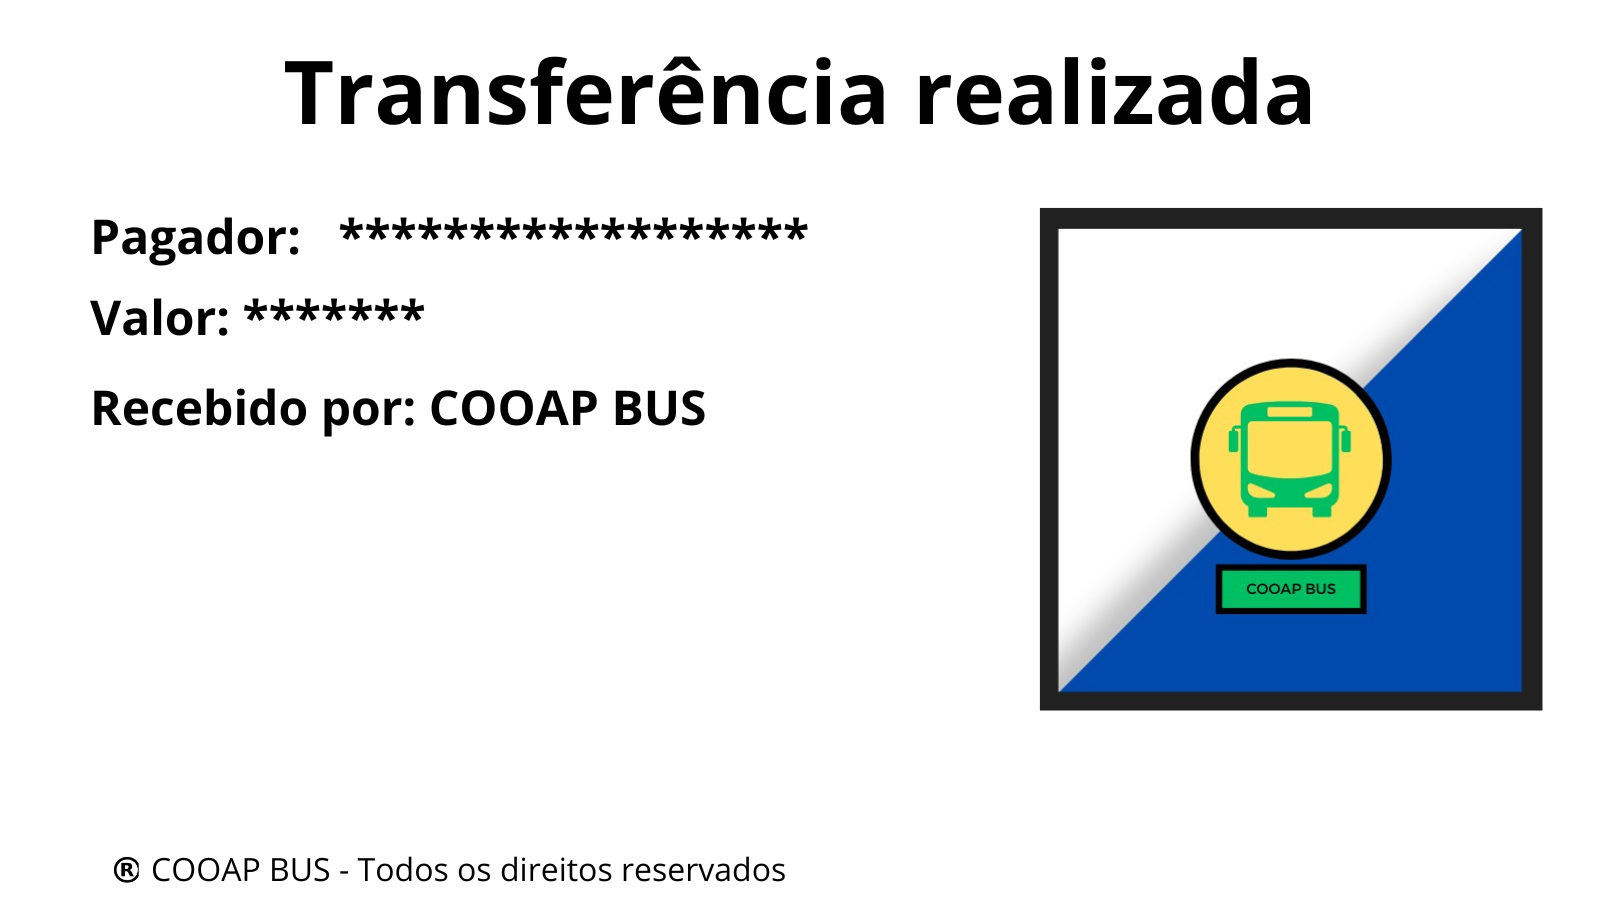 Transferência realizada
Pagador: ******************
Valor: *******
Recebido por: COOAP BUS
COOAP BUS
® COOAP BUS - Todos os direitos reservados